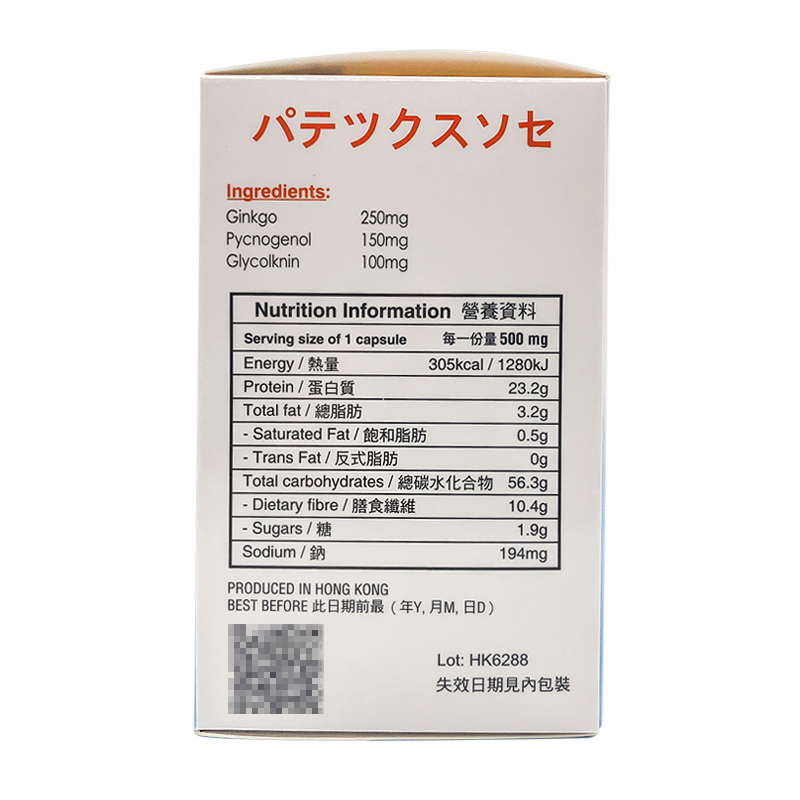 パテツクスソセ
Ingredients:
Ginkgo 250mg
Pycnogenol 150mg
Glycolknin 100mg
Nutrition Information 營養資料
Serving size of 1 capsule 每一份量 500 mg
Energy / 熱量 305kcal / 1280kJ
Protein / 蛋白質 23.2g
Total fat / 總脂肪 3.2g
- Saturated Fat / 飽和脂肪 0.5g
- Trans Fat / 反式脂肪 0g
Total carbohydrates / 總碳水化合物 56.3g
- Dietary fibre / 膳食纖維 10.4g
- Sugars / 糖 1.9g
Sodium / 鈉 194mg
PRODUCED IN HONG KONG
BEST BEFORE 此日期前最（年Y, 月M, 日D）
Lot: HK6288
失效日期見內包裝